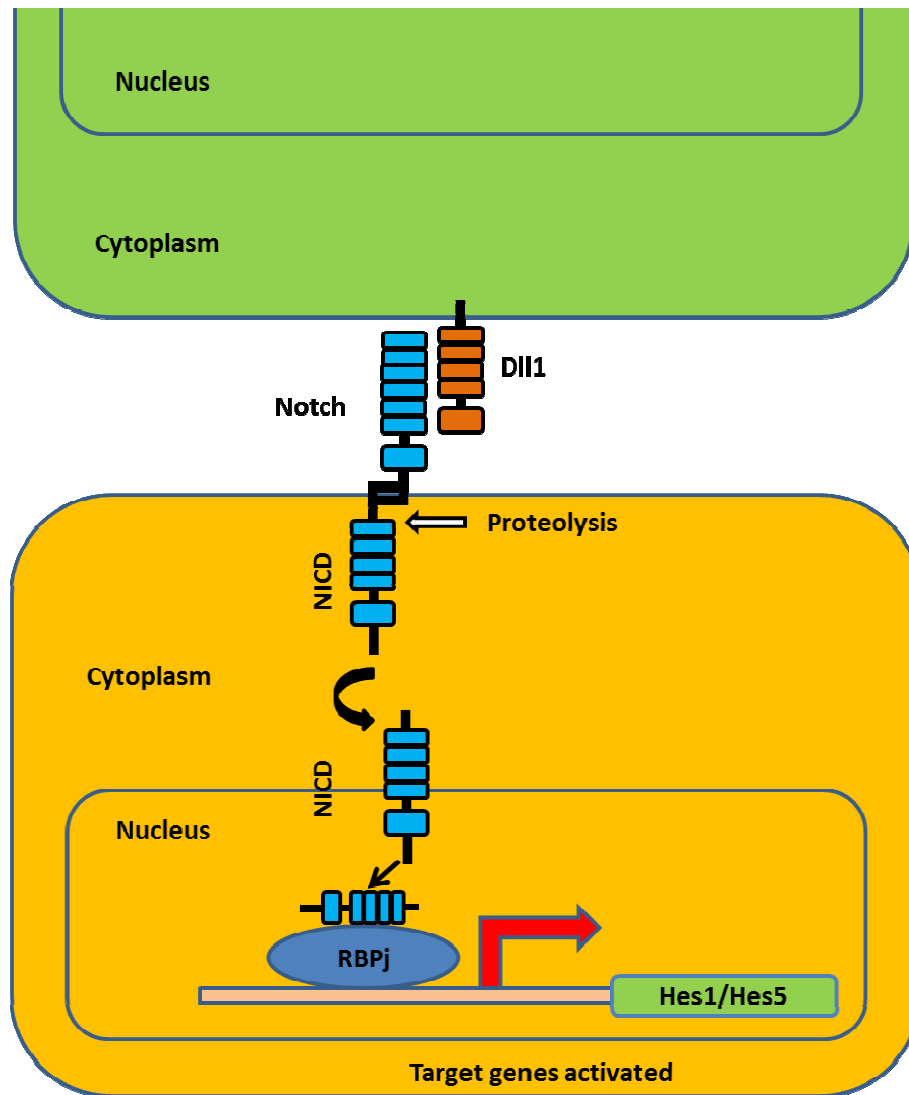 Nucleus
Cytoplasm
Dll1
Notch
Proteolysis
NICD
Cytoplasm
NICD
Nucleus
RBPj
Hes1/Hes5
Target genes activated